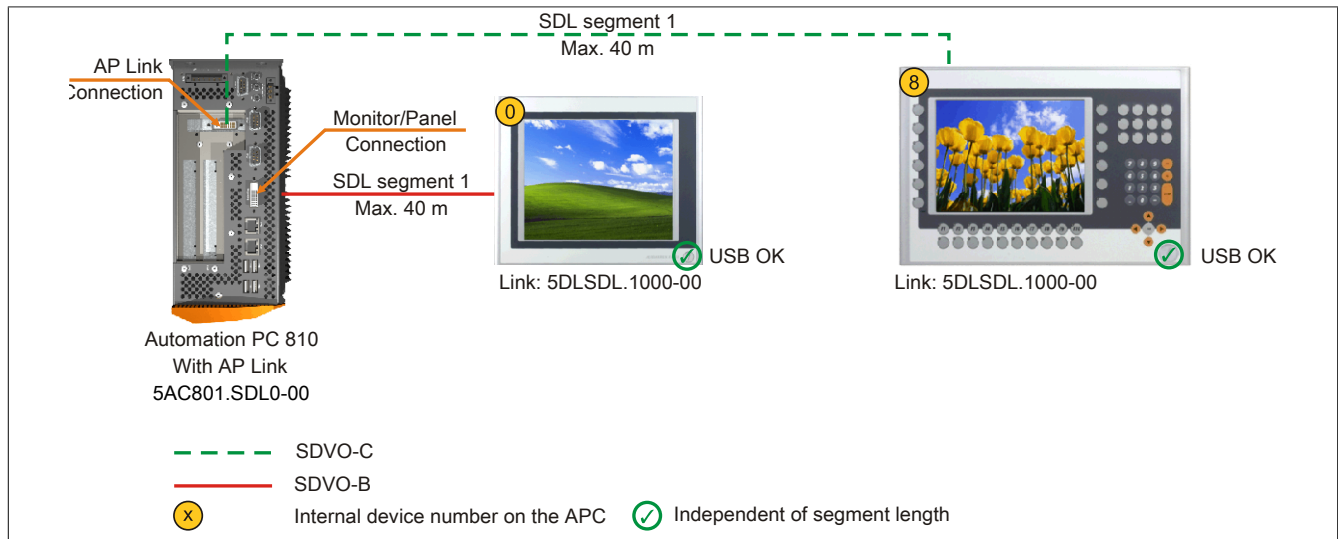 SDL segment 1
Max. 40 m
AP Link
Connection
8
0
Monitor/Panel
Connection
SDL segment 1
Max. 40 m
USB OK
USB OK
Link: 5DLSDL.1000-00
Link: 5DLSDL.1000-00
Automation PC 810
With AP Link
5AC801.SDL0-00
SDVO-C
SDVO-B
x
Internal device number on the APC
Independent of segment length